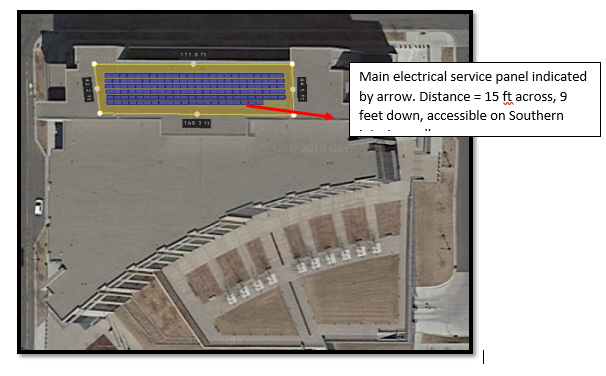 171.8 ft
Main electrical service panel indicated
by arrow. Distance = 15 ft across, 9
feet down, accessible on Southern
168.3 ft